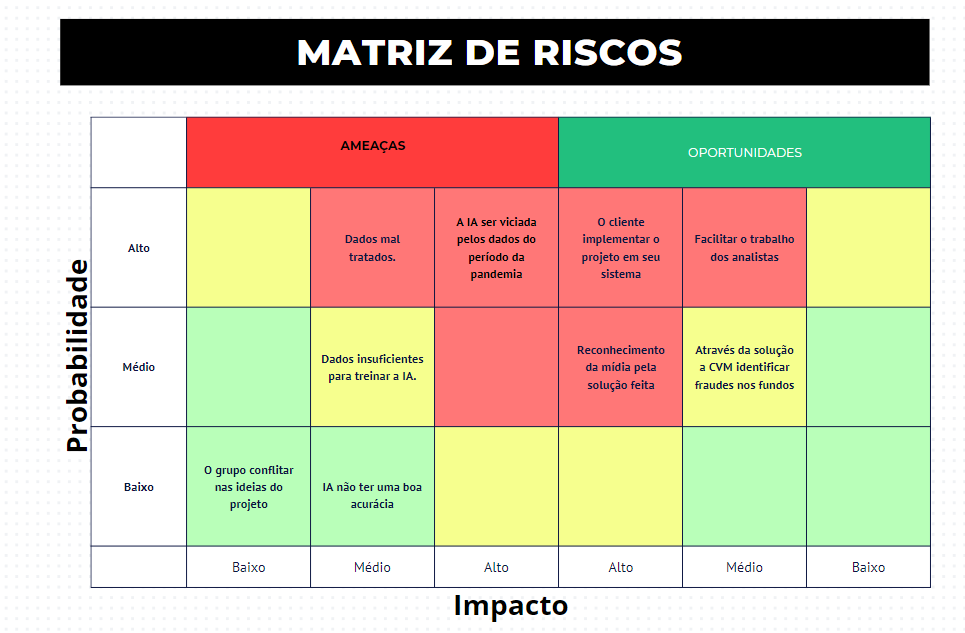 MATRIZ DE RISCOS
AMEAÇAS
OPORTUNIDADES
Probabilidade
Alto
Dados mal
tratados.
A IA ser viciada
pelos dados do
período da
pandemia
O cliente
implementar o
projeto em seu
sistema
Facilitar o trabalho
dos analistas
Médio
Dados insuficientes
para treinar a IA.
Reconhecimento
da mídia pela
solução feita
Através da solução
a CVM identificar
fraudes nos fundos
Baixo
O grupo conflitar
nas ideias do
projeto
IA não ter uma boa
acurácia
Baixo
Médio
Alto
Alto
Médio
Baixo
Impacto